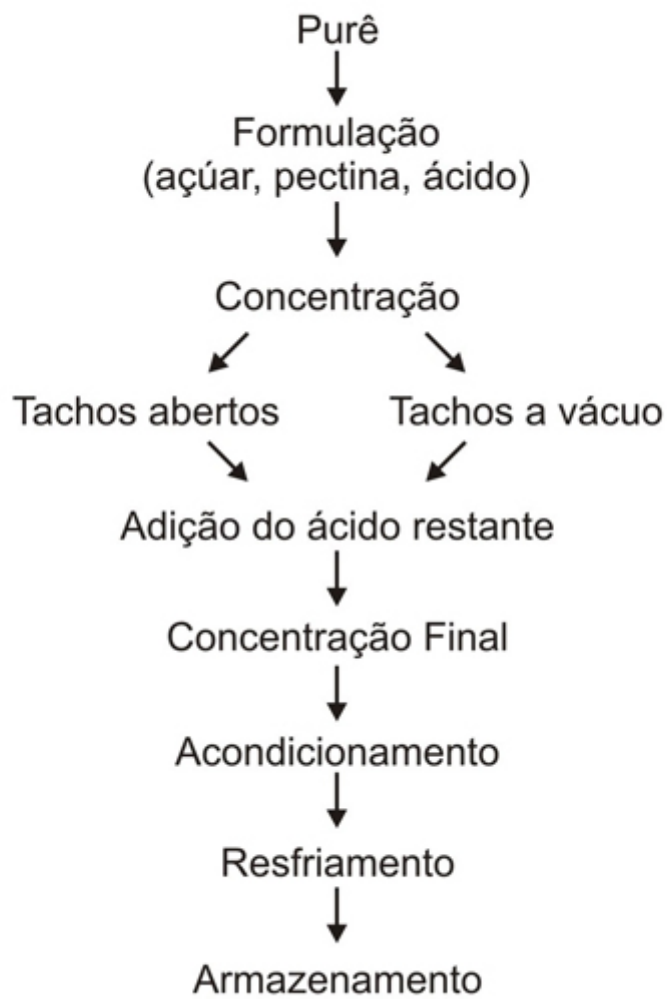 Purê
Formulação
(açúar, pectina, ácido)
Concentração
Tachos abertos
Tachos a vácuo
Adição do ácido restante
Concentração Final
Acondicionamento
Resfriamento
Armazenamento